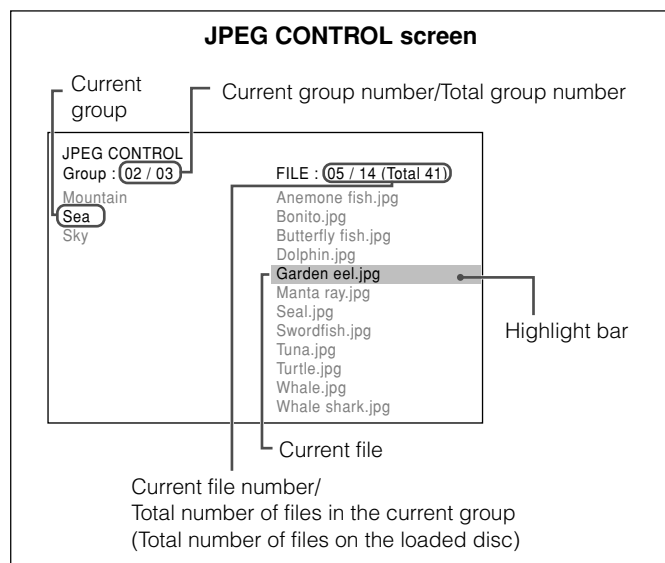 JPEG CONTROL screen
Current
group
Current group number/Total group number
JPEG CONTROL
Group : 02 / 03
Mountain
Sea
Sky
FILE : 05 / 14 (Total 41)
Anemone fish.jpg
Bonito.jpg
Butterfly fish.jpg
Dolphin.jpg
Garden eel.jpg
Manta ray.jpg
Seal.jpg
Swordfish.jpg
Tuna.jpg
Turtle.jpg
Whale.jpg
Whale shark.jpg
Highlight bar
Current file
Current file number/
Total number of files in the current group
(Total number of files on the loaded disc)